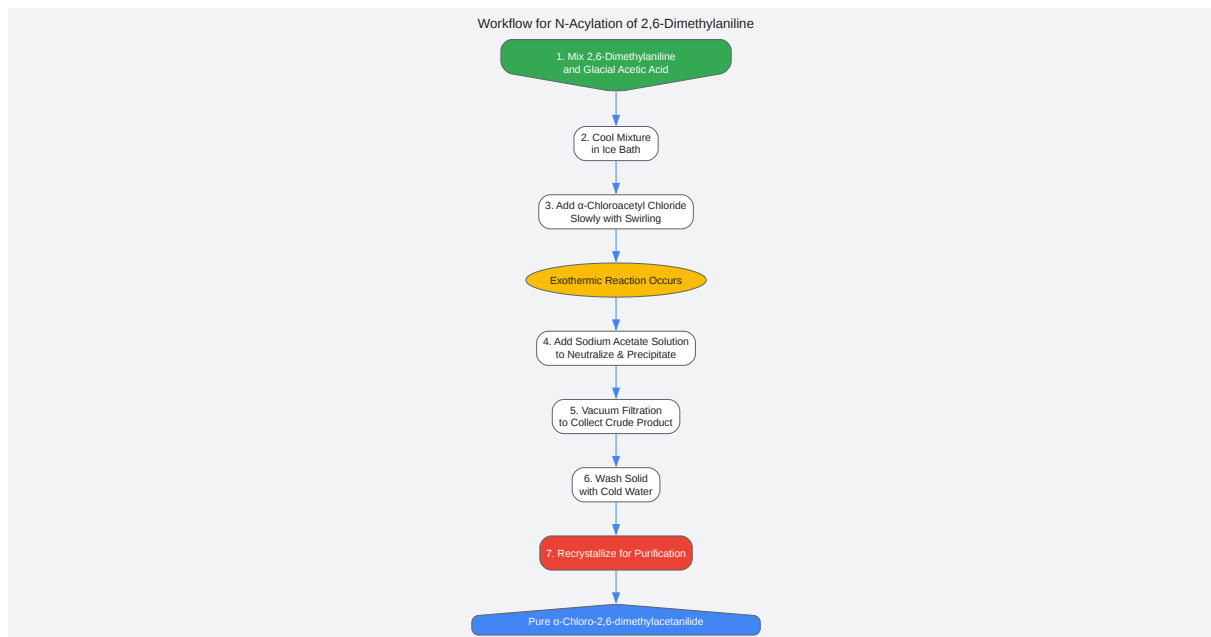 Workflow for N-Acylation of 2,6-Dimethylaniline
1. Mix 2,6-Dimethylaniline
and Glacial Acetic Acid
2. Cool Mixture
in Ice Bath
3. Add α-Chloroacetyl Chloride
Slowly with Swirling
Exothermic Reaction Occurs
4. Add Sodium Acetate Solution
to Neutralize & Precipitate
5. Vacuum Filtration
to Collect Crude Product
6. Wash Solid
with Cold Water
7. Recrystallize for Purification
Pure α-Chloro-2,6-dimethylacetanilide